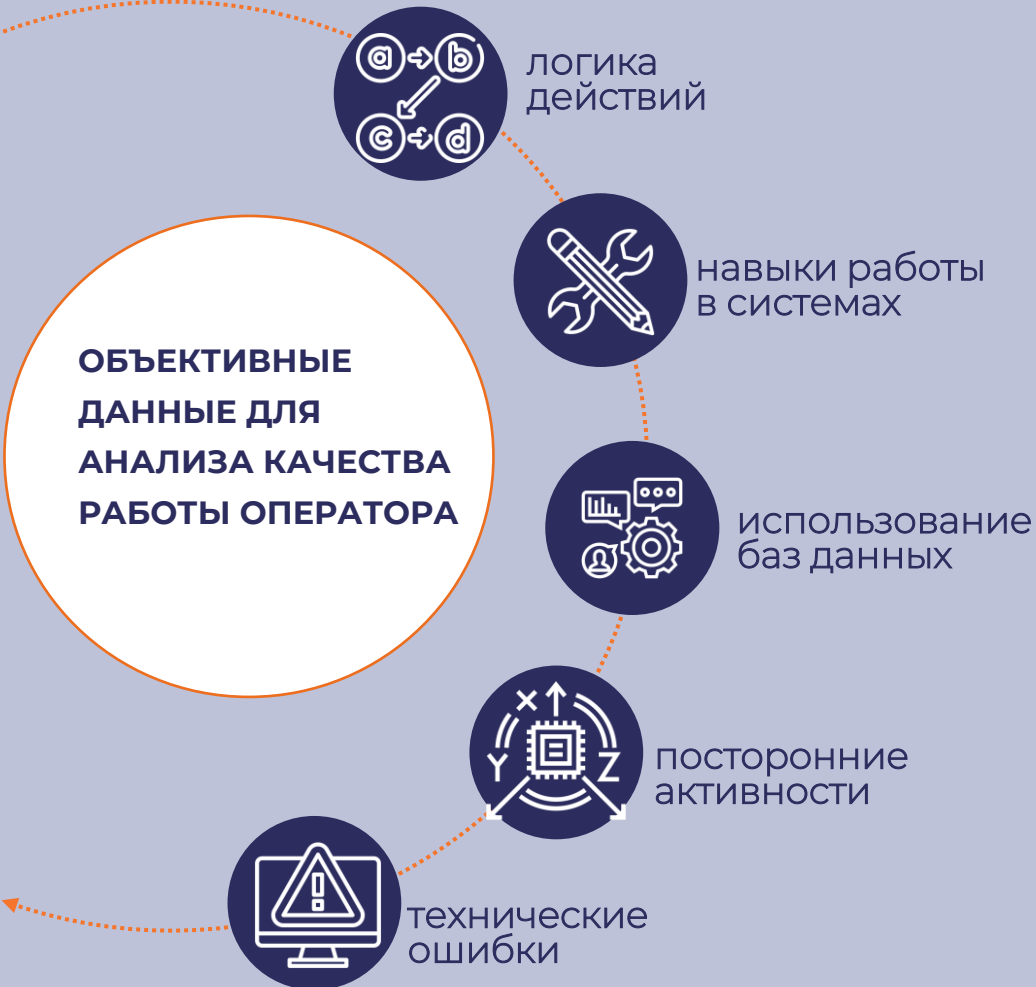 a b
c d
логика
действий
навыки работы
в системах
ОБЪЕКТИВНЫЕ
ДАННЫЕ ДЛЯ
АНАЛИЗА КАЧЕСТВА
РАБОТЫ ОПЕРАТОРА
использование
баз данных
X
Y Z
посторонние
активности
технические
ошибки